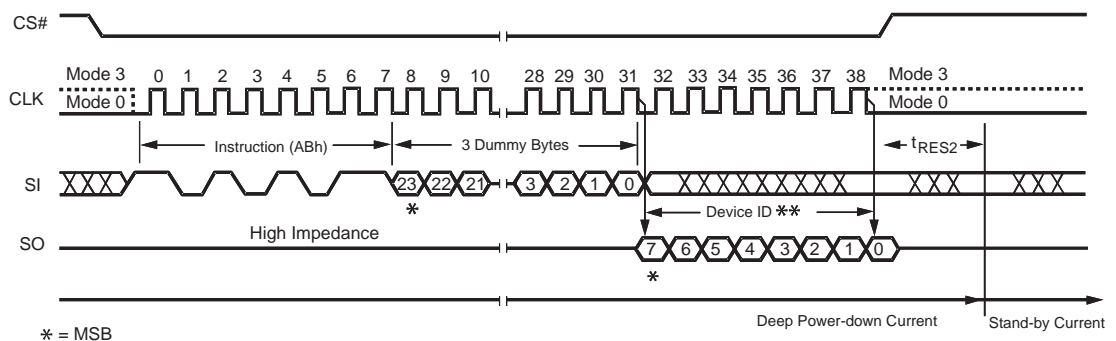 CS#
Mode 3 0 1 2 3 4 5 6 7 8 9 10 28 29 30 31 32 33 34 35 36 37 38 Mode 3
CLK Mode 0 Mode 0
Instruction (ABh) 3 Dummy Bytes tRES2
SI 23 22 21 3 2 1 0
* Device ID **
High Impedance
SO 7 6 5 4 3 2 1 0
*
Deep Power-down Current Stand-by Current
* = MSB